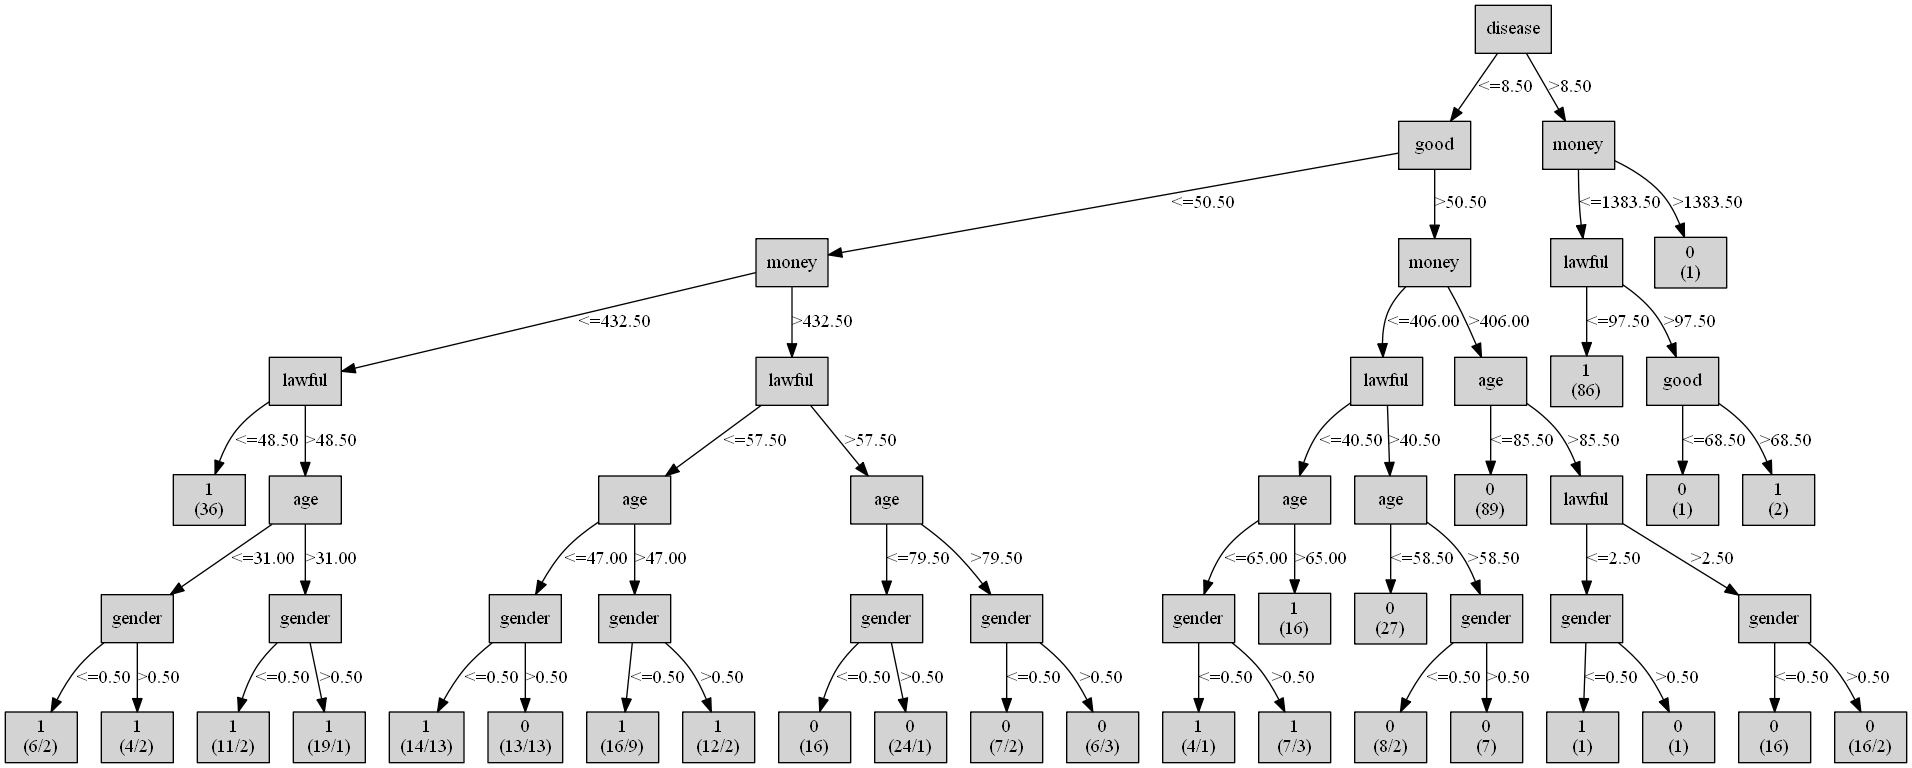 disease
<=8.50 >8.50
good money
<=50.50 >50.50 <=1383.50 >1383.50
money money lawful 0
(1)
<=432.50 >432.50 <=406.00 >406.00 <=97.50 >97.50
lawful lawful lawful age 1 good
(86)
<=48.50 >48.50 <=57.50 >57.50 <=40.50 >40.50 <=85.50 >85.50 <=68.50 >68.50
1 age age age age age 0 lawful 0 1
(36) (89) (1) (2)
<=31.00 >31.00 <=47.00 >47.00 <=79.50 >79.50 <=65.00 >65.00 <=58.50 >58.50 <=2.50 >2.50
gender gender gender gender gender gender gender 1 0 gender gender gender
(16) (27)
<=0.50 >0.50 <=0.50 >0.50 <=0.50 >0.50 <=0.50 >0.50 <=0.50 >0.50 <=0.50 >0.50 <=0.50 >0.50 <=0.50 >0.50 <=0.50 >0.50 <=0.50 >0.50
1 1 1 1 1 0 1 1 0 0 0 0 1 1 0 0 1 0 0 0
(6/2) (4/2) (11/2) (19/1) (14/13) (13/13) (16/9) (12/2) (16) (24/1) (7/2) (6/3) (4/1) (7/3) (8/2) (7) (1) (1) (16) (16/2)